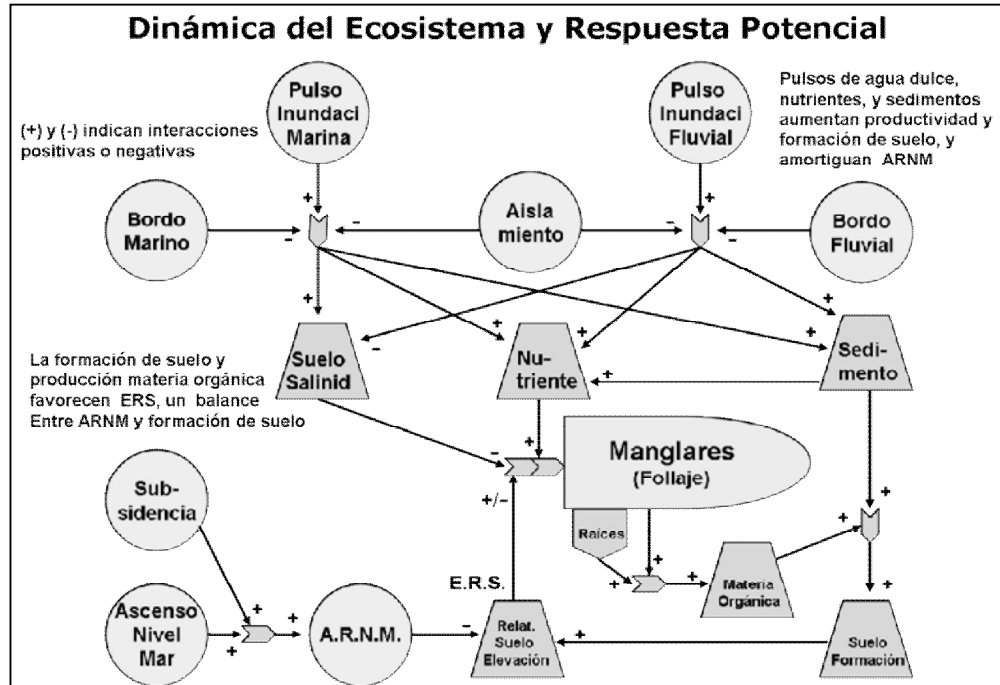 Dinámica del Ecosistema y Respuesta Potencial
Pulso
Inundaci
Marina
Pulso
Inundaci
Fluvial
Pulsos de agua dulce,
nutrientes, y sedimentos
aumentan productividad y
formación de suelo, y
amortiguan ARNM
(+) y (-) indican interacciones
positivas o negativas
+
+
Bordo
Marino
–
–
Aisla
miento
–
–
Bordo
Fluvial
+
+
+
+
+
Suelo
Salinid
–
Nu-
triente
+
Sedi-
mento
La formación de suelo y
producción materia orgánica
favorecen ERS, un balance
Entre ARNM y formación de suelo
–
+
Manglares
(Follaje)
+/–
+
+
Sub-
sidencia
Raíces
+
+
+
Materia
Orgánica
+
E.R.S.
Ascenso
Nivel
Mar
+
+
+
A.R.N.M.
–
Relat.
Suelo
Elevación
+
Suelo
Formación